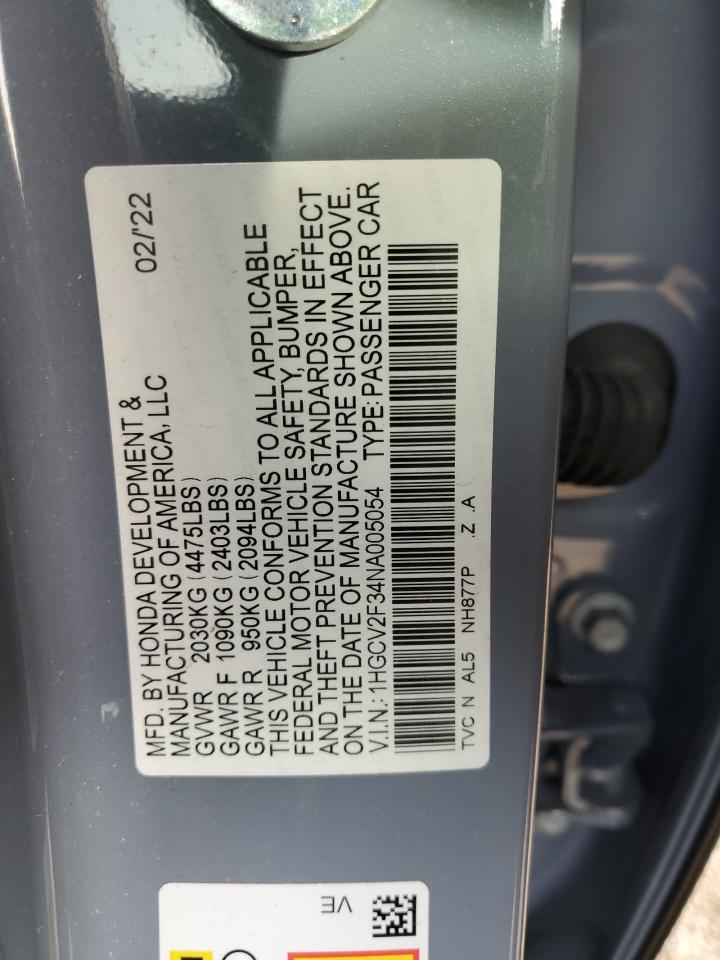 MFD. BY HONDA DEVELOPMENT & 02/'22
MANUFACTURING OF AMERICA, LLC
GVWR 2030KG (4475LBS)
GAWR F 1090KG (2403LBS)
GAWR R 950KG (2094LBS)
THIS VEHICLE CONFORMS TO ALL APPLICABLE
FEDERAL MOTOR VEHICLE SAFETY, BUMPER,
AND THEFT PREVENTION STANDARDS IN EFFECT
ON THE DATE OF MANUFACTURE SHOWN ABOVE.
V.I.N.: 1HGCV2F34NA005054 TYPE: PASSENGER CAR
TVC N AL5 NH877P .Z .A
VE